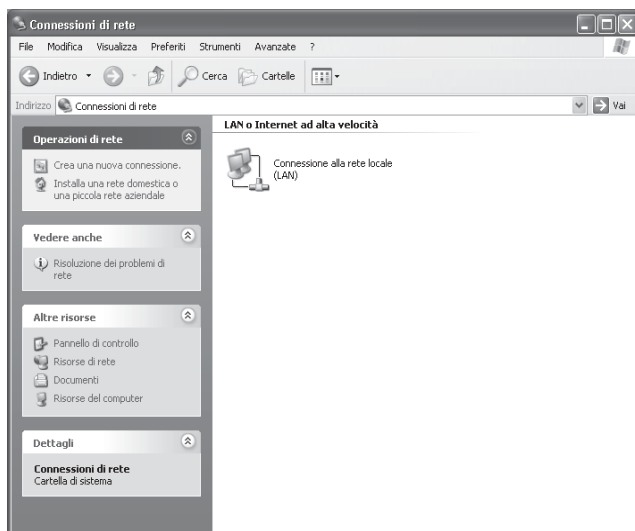 Connessioni di rete
File Modifica Visualizza Preferiti Strumenti Avanzate ?
Indietro Cerca Cartelle
Indirizzo Connessioni di rete Vai
Operazioni di rete
Crea una nuova connessione.
Installa una rete domestica o
una piccola rete aziendale
Vedere anche
Risoluzione dei problemi di
rete
Altre risorse
Pannello di controllo
Risorse di rete
Documenti
Risorse del computer
Dettagli
Connessioni di rete
Cartella di sistema
LAN o Internet ad alta velocità
Connessione alla rete locale
(LAN)